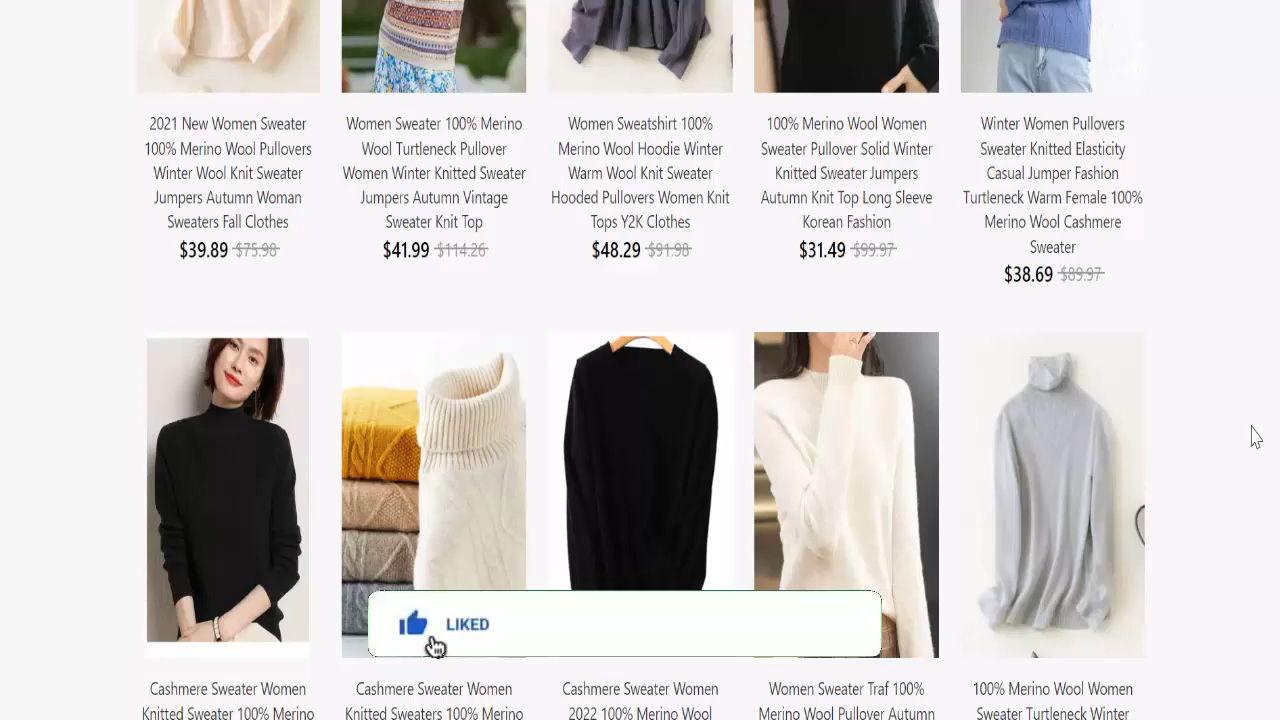 2021 New Women Sweater
100% Merino Wool Pullovers
Winter Wool Knit Sweater
Jumpers Autumn Woman
Sweaters Fall Clothes
$39.89 $75.98
Women Sweater 100% Merino
Wool Turtleneck Pullover
Women Winter Knitted Sweater
Jumpers Autumn Vintage
Sweater Knit Top
$41.99 $114.26
Women Sweatshirt 100%
Merino Wool Hoodie Winter
Warm Wool Knit Sweater
Hooded Pullovers Women Knit
Tops Y2K Clothes
$48.29 $91.98
100% Merino Wool Women
Sweater Pullover Solid Winter
Knitted Sweater Jumpers
Autumn Knit Top Long Sleeve
Korean Fashion
$31.49 $99.97
Winter Women Pullovers
Sweater Knitted Elasticity
Casual Jumper Fashion
Turtleneck Warm Female 100%
Merino Wool Cashmere
Sweater
$38.69 $89.97
LIKED
Cashmere Sweater Women
Knitted Sweater 100% Merino
Cashmere Sweater Women
Knitted Sweaters 100% Merino
Cashmere Sweater Women
2022 100% Merino Wool
Women Sweater Traf 100%
Merino Wool Pullover Autumn
100% Merino Wool Women
Sweater Turtleneck Winter